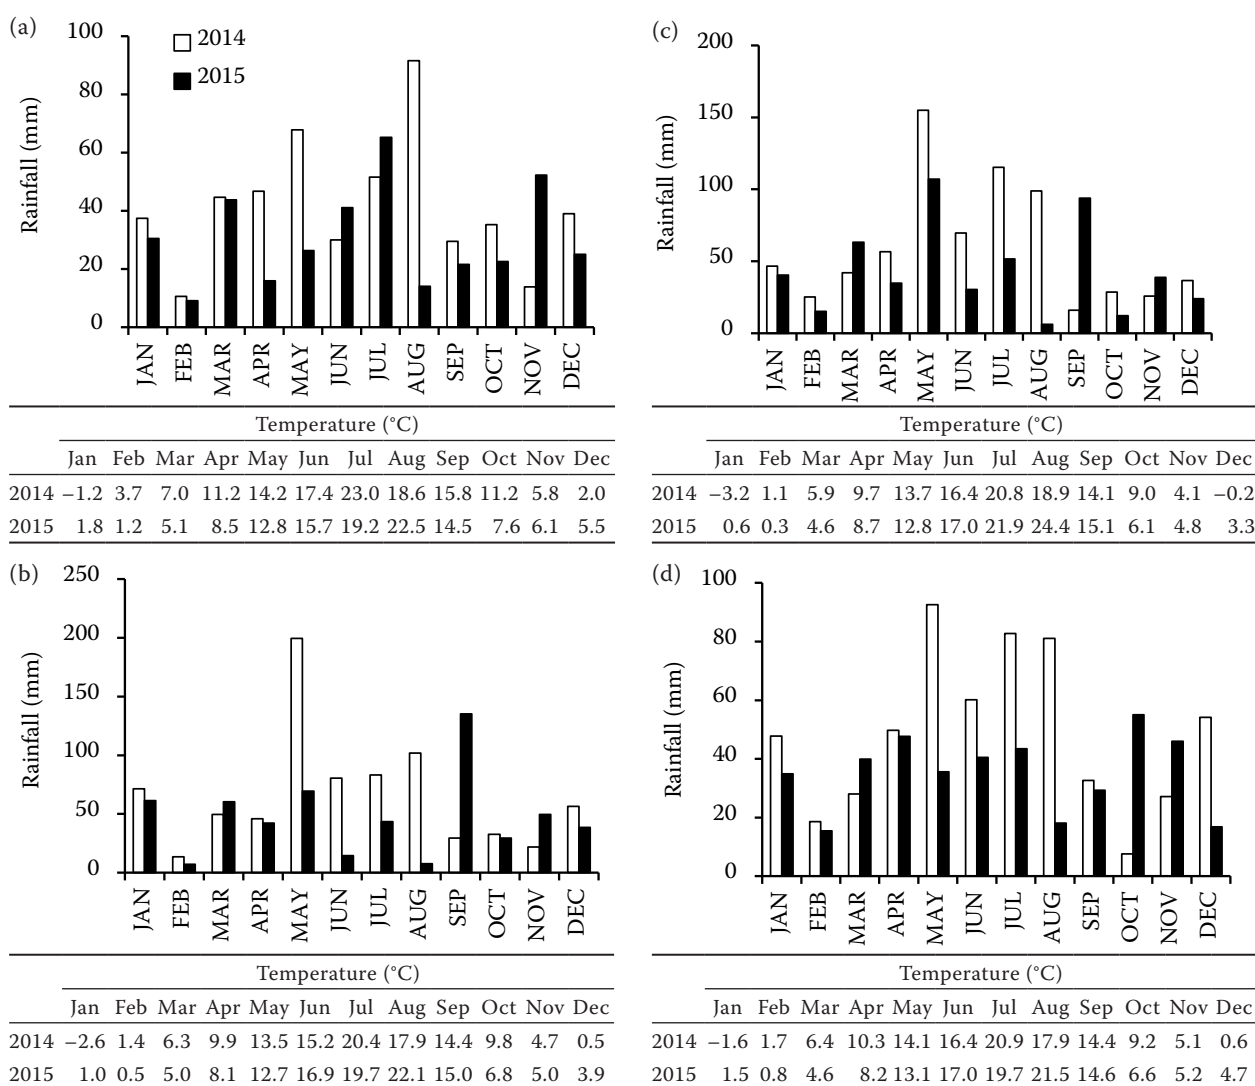 (a)
100
80
60
40
20
0
Rainfall (mm)
2014
2015
JAN FEB MAR APR MAY JUN JUL AUG SEP OCT NOV DEC
Temperature (°C)
Jan Feb Mar Apr May Jun Jul Aug Sep Oct Nov Dec
2014 −1.2 3.7 7.0 11.2 14.2 17.4 23.0 18.6 15.8 11.2 5.8 2.0
2015 1.8 1.2 5.1 8.5 12.8 15.7 19.2 22.5 14.5 7.6 6.1 5.5
(b)
250
200
150
100
50
0
Rainfall (mm)
JAN FEB MAR APR MAY JUN JUL AUG SEP OCT NOV DEC
Temperature (°C)
Jan Feb Mar Apr May Jun Jul Aug Sep Oct Nov Dec
2014 −2.6 1.4 6.3 9.9 13.5 15.2 20.4 17.9 14.4 9.8 4.7 0.5
2015 1.0 0.5 5.0 8.1 12.7 16.9 19.7 22.1 15.0 6.8 5.0 3.9
(c)
200
150
100
50
0
Rainfall (mm)
JAN FEB MAR APR MAY JUN JUL AUG SEP OCT NOV DEC
Temperature (°C)
Jan Feb Mar Apr May Jun Jul Aug Sep Oct Nov Dec
2014 −3.2 1.1 5.9 9.7 13.7 16.4 20.8 18.9 14.1 9.0 4.1 −0.2
2015 0.6 0.3 4.6 8.7 12.8 17.0 21.9 24.4 15.1 6.1 4.8 3.3
(d)
100
80
60
40
20
0
Rainfall (mm)
JAN FEB MAR APR MAY JUN JUL AUG SEP OCT NOV DEC
Temperature (°C)
Jan Feb Mar Apr May Jun Jul Aug Sep Oct Nov Dec
2014 −1.6 1.7 6.4 10.3 14.1 16.4 20.9 17.9 14.4 9.2 5.1 0.6
2015 1.5 0.8 4.6 8.2 13.1 17.0 19.7 21.5 14.6 6.6 5.2 4.7